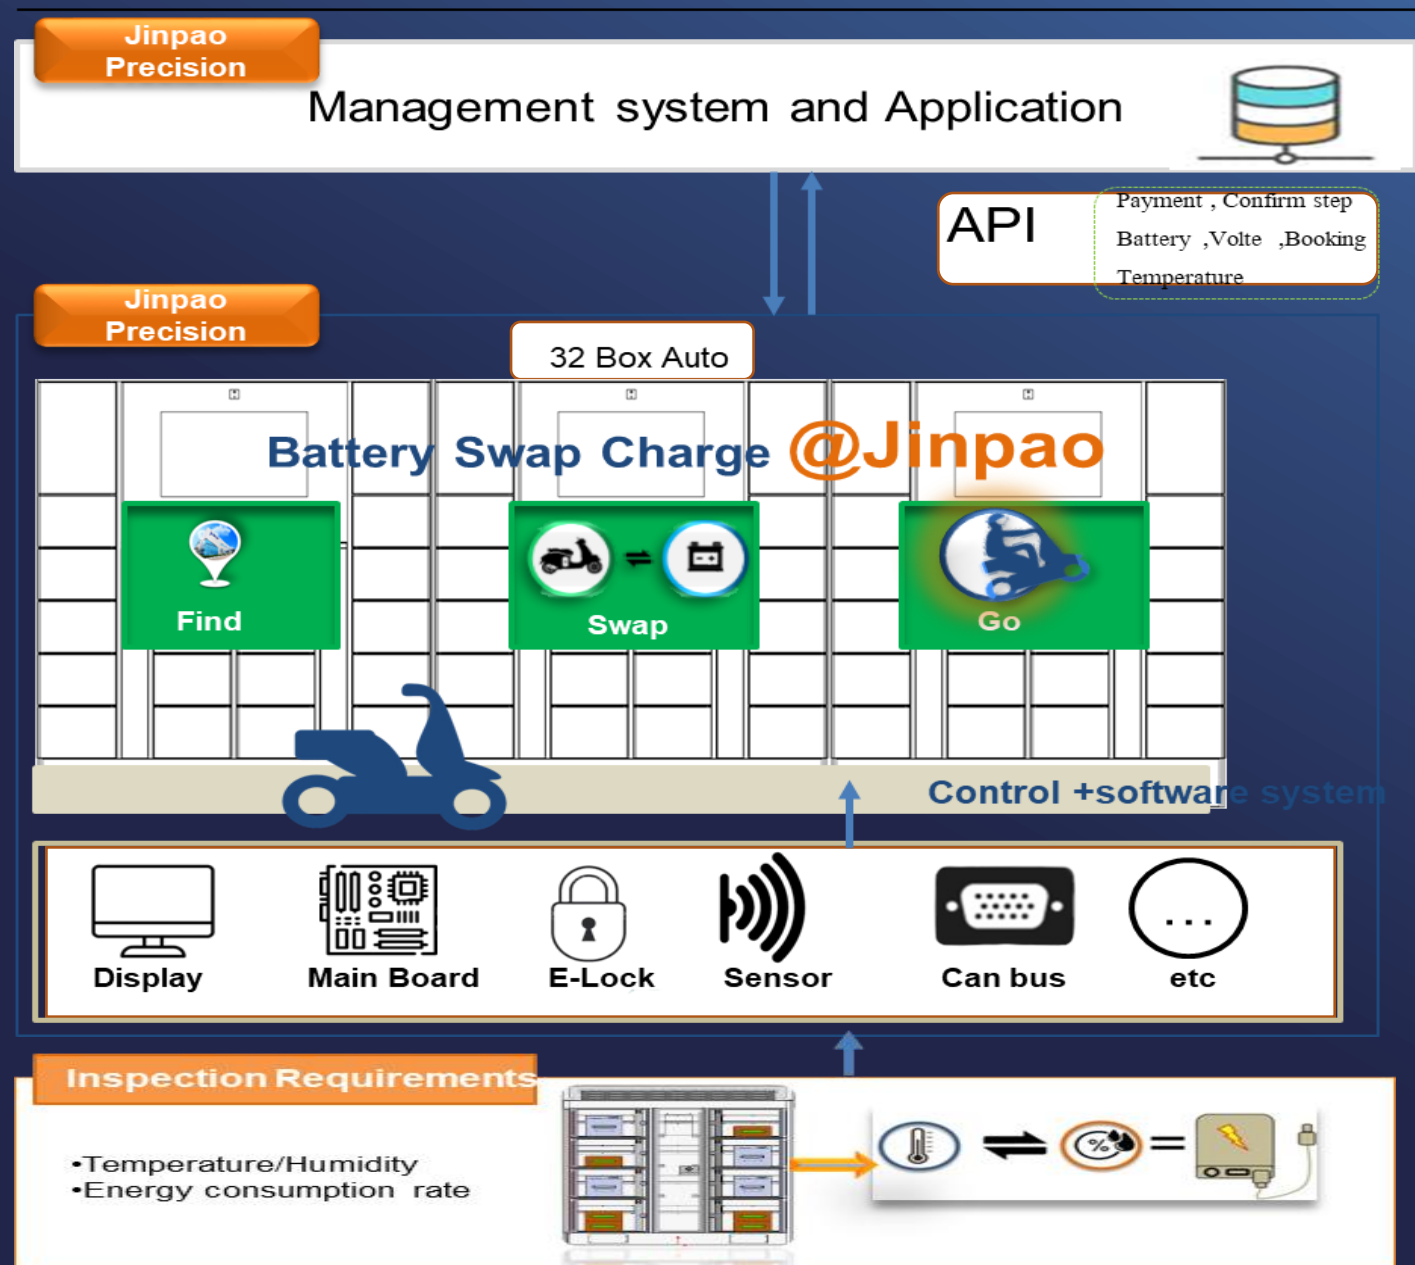 Jinpao
Precision
Management system and Application
API
Payment , Confirm step
Battery ,Volte ,Booking
Temperature
Jinpao
Precision
32 Box Auto
Battery Swap Charge @Jinpao
Find
Swap
Go
Control +software system
Display
Main Board
E-Lock
Sensor
Can bus
...
etc
Inspection Requirements
•Temperature/Humidity
•Energy consumption rate
%